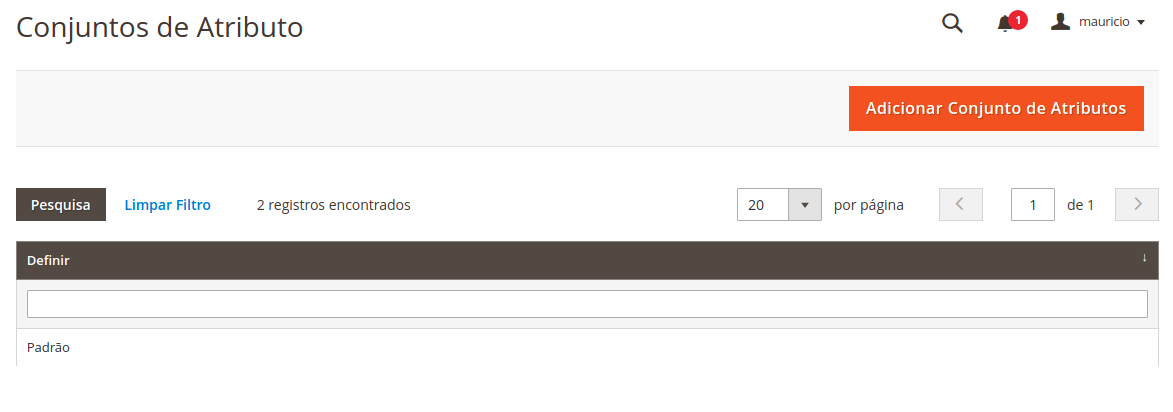 Conjuntos de Atributo
1
mauricio
Adicionar Conjunto de Atributos
Pesquisa Limpar Filtro 2 registros encontrados 20 por página 1 de 1
Definir ↓
Padrão